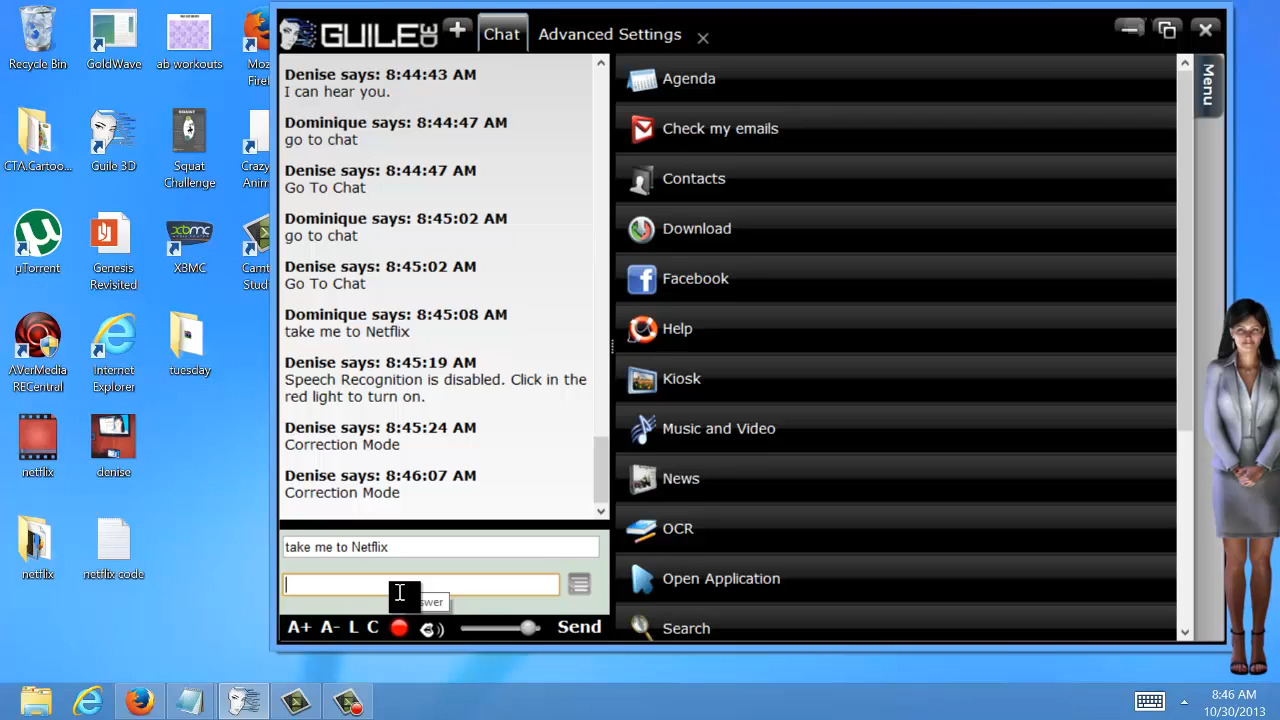 GUILE 3D
+
Chat
Advanced Settings
Menu
Recycle Bin
GoldWave
ab workouts
Moz
Firef
CTA.Cartoo...
Guile 3D
Squat
Challenge
Crazy
Anim
µTorrent
Genesis
Revisited
XBMC
Camt
Stud
AVerMedia
RECentral
Internet
Explorer
tuesday
netflix
denise
netflix
netflix code
Denise says: 8:44:43 AM
I can hear you.
Dominique says: 8:44:47 AM
go to chat
Denise says: 8:44:47 AM
Go To Chat
Dominique says: 8:45:02 AM
go to chat
Denise says: 8:45:02 AM
Go To Chat
Dominique says: 8:45:08 AM
take me to Netflix
Denise says: 8:45:19 AM
Speech Recognition is disabled. Click in the
red light to turn on.
Denise says: 8:45:24 AM
Correction Mode
Denise says: 8:46:07 AM
Correction Mode
take me to Netflix
swer
A+ A- L C
Send
Agenda
Check my emails
Contacts
Download
Facebook
Help
Kiosk
Music and Video
News
OCR
Open Application
Search
8:46 AM
10/30/2013